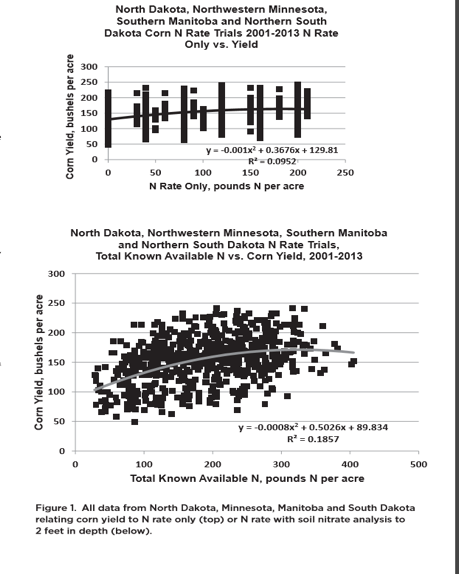 North Dakota, Northwestern Minnesota,
Southern Manitoba and Northern South
Dakota Corn N Rate Trials 2001-2013 N Rate
Only vs. Yield
Corn Yield, bushels per acre
300
250
200
150
100
50
0
y = -0.001x² + 0.3676x + 129.81
R² = 0.0952
0 50 100 150 200 250
N Rate Only, pounds N per acre
North Dakota, Northwestern Minnesota, Southern Manitoba
and Northern South Dakota N Rate Trials,
Total Known Available N vs. Corn Yield, 2001-2013
Corn Yield, bushels per acre
300
250
200
150
100
50
0
y = -0.0008x² + 0.5026x + 89.834
R² = 0.1857
0 100 200 300 400 500
Total Known Available N, pounds N per acre
Figure 1. All data from North Dakota, Minnesota, Manitoba and South Dakota
relating corn yield to N rate only (top) or N rate with soil nitrate analysis to
2 feet in depth (below).